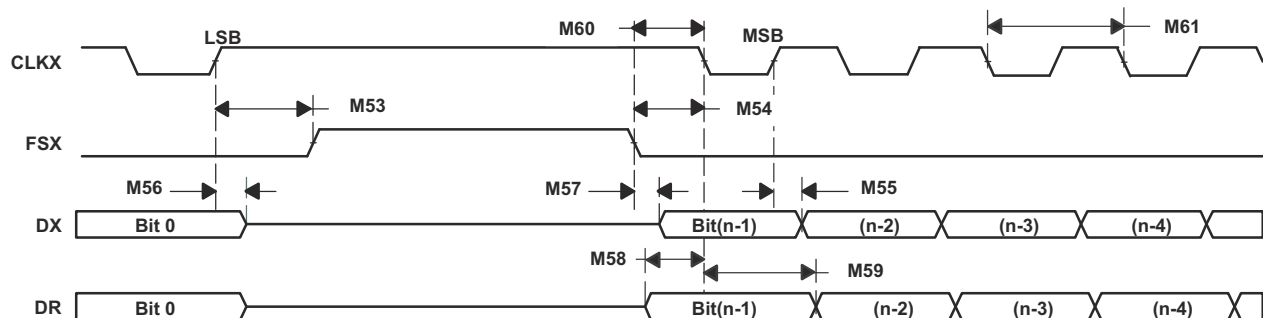 M60
LSB
MSB
M61
CLKX
M53
M54
FSX
M56
M57
M55
DX
Bit 0
Bit(n-1)
(n-2)
(n-3)
(n-4)
M58
M59
DR
Bit 0
Bit(n-1)
(n-2)
(n-3)
(n-4)